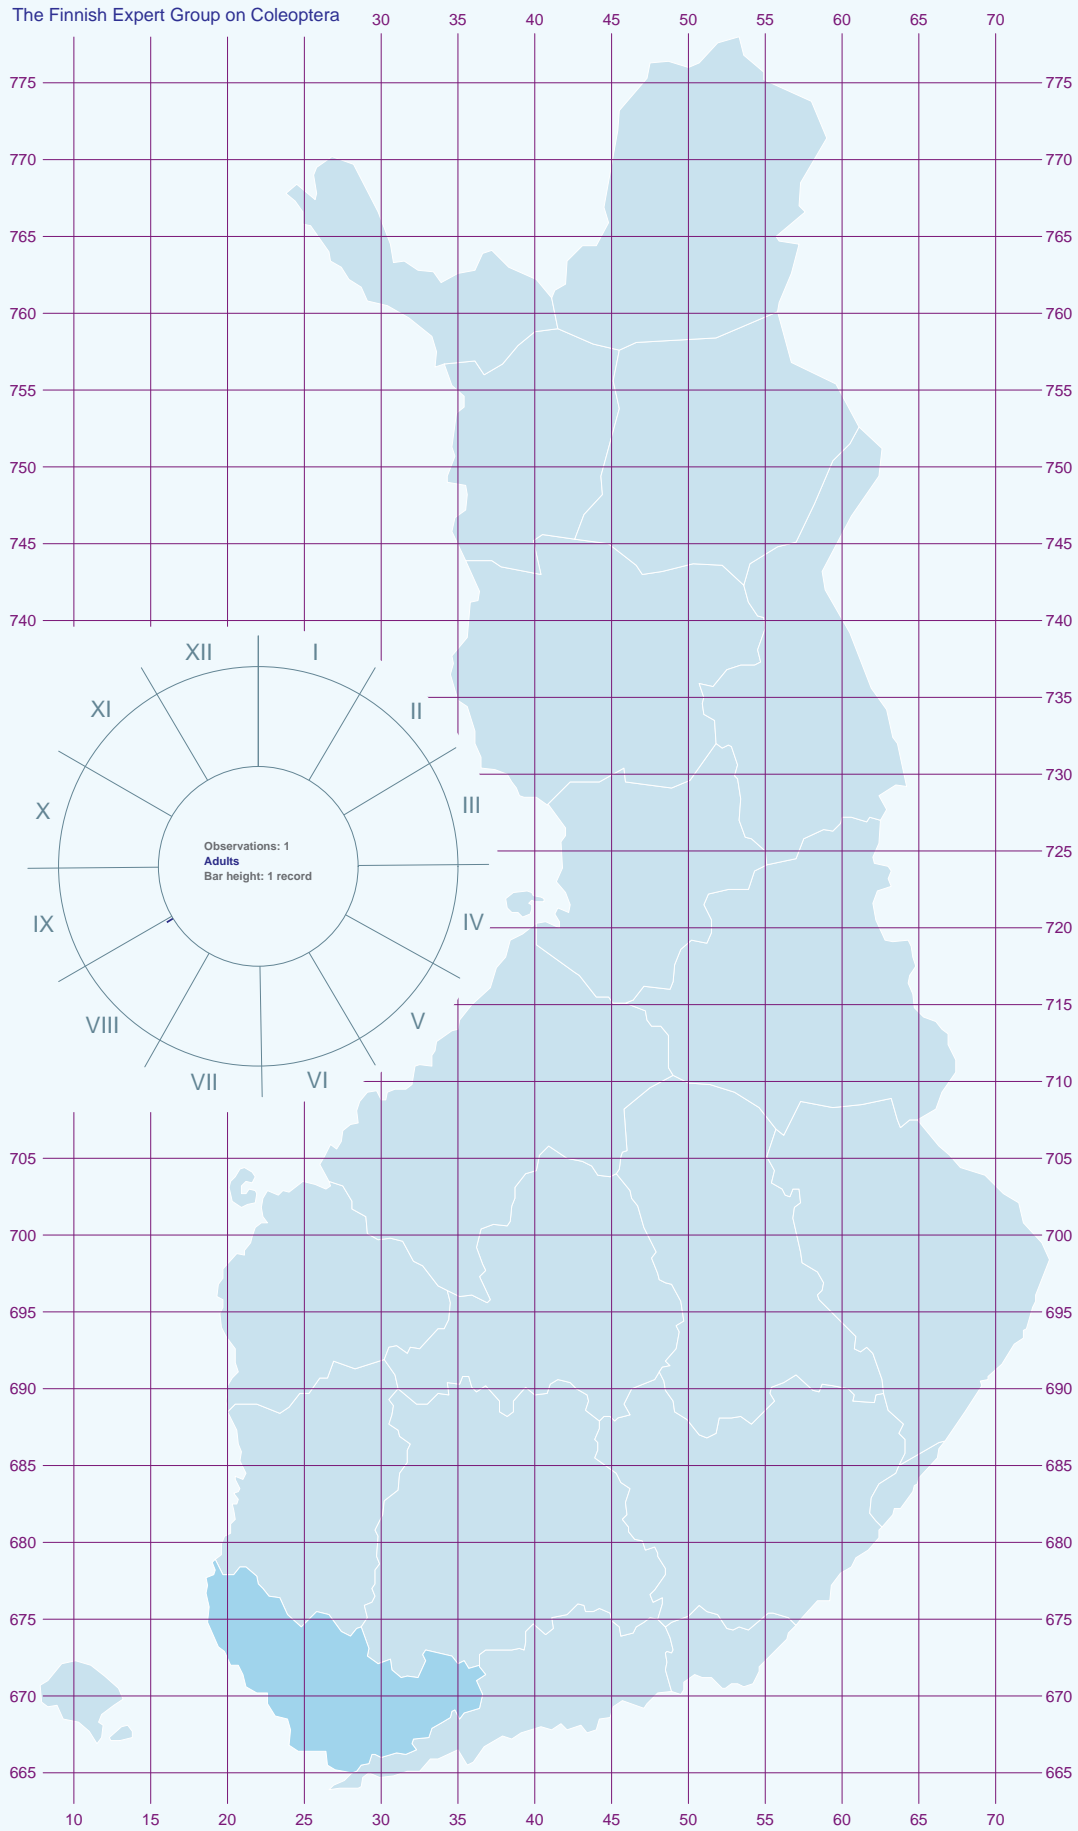 The Finnish Expert Group on Coleoptera
30 40 45 50 55 60 65 70
775 775
770 770
765 765
760 760
755 755
750 750
745 745
740 740
XII I
XI II
735
730
X III
725
Observations: 1
Adults
Bar height: 1 record
IX IV
720
715
VIII V
VII VI
710
705 705
700 700
695 695
690 690
685 685
680 680
675 675
670 670
665 665
10 15 20 25 30 35 40 45 50 55 60 65 70